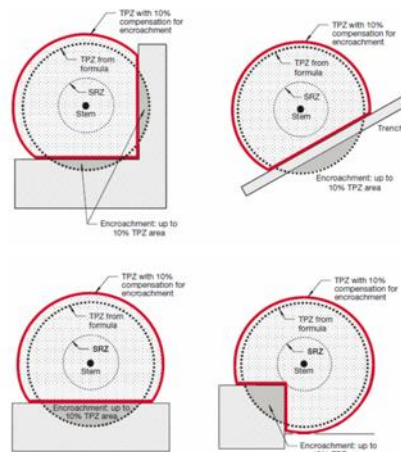 TPZ with 10%
compensation for
encroachment
TPZ from
formula
SRZ
Stem
Encroachment: up to
10% TPZ area
TPZ with 10%
compensation for
encroachment
TPZ from
formula
SRZ
Stem
Trench
Encroachment: up to
10% TPZ area
TPZ with 10%
compensation for
encroachment
TPZ from
formula
SRZ
Stem
Encroachment: up to
10% TPZ area
TPZ with 10%
compensation for
encroachment
TPZ from
formula
SRZ
Stem
Encroachment: up to